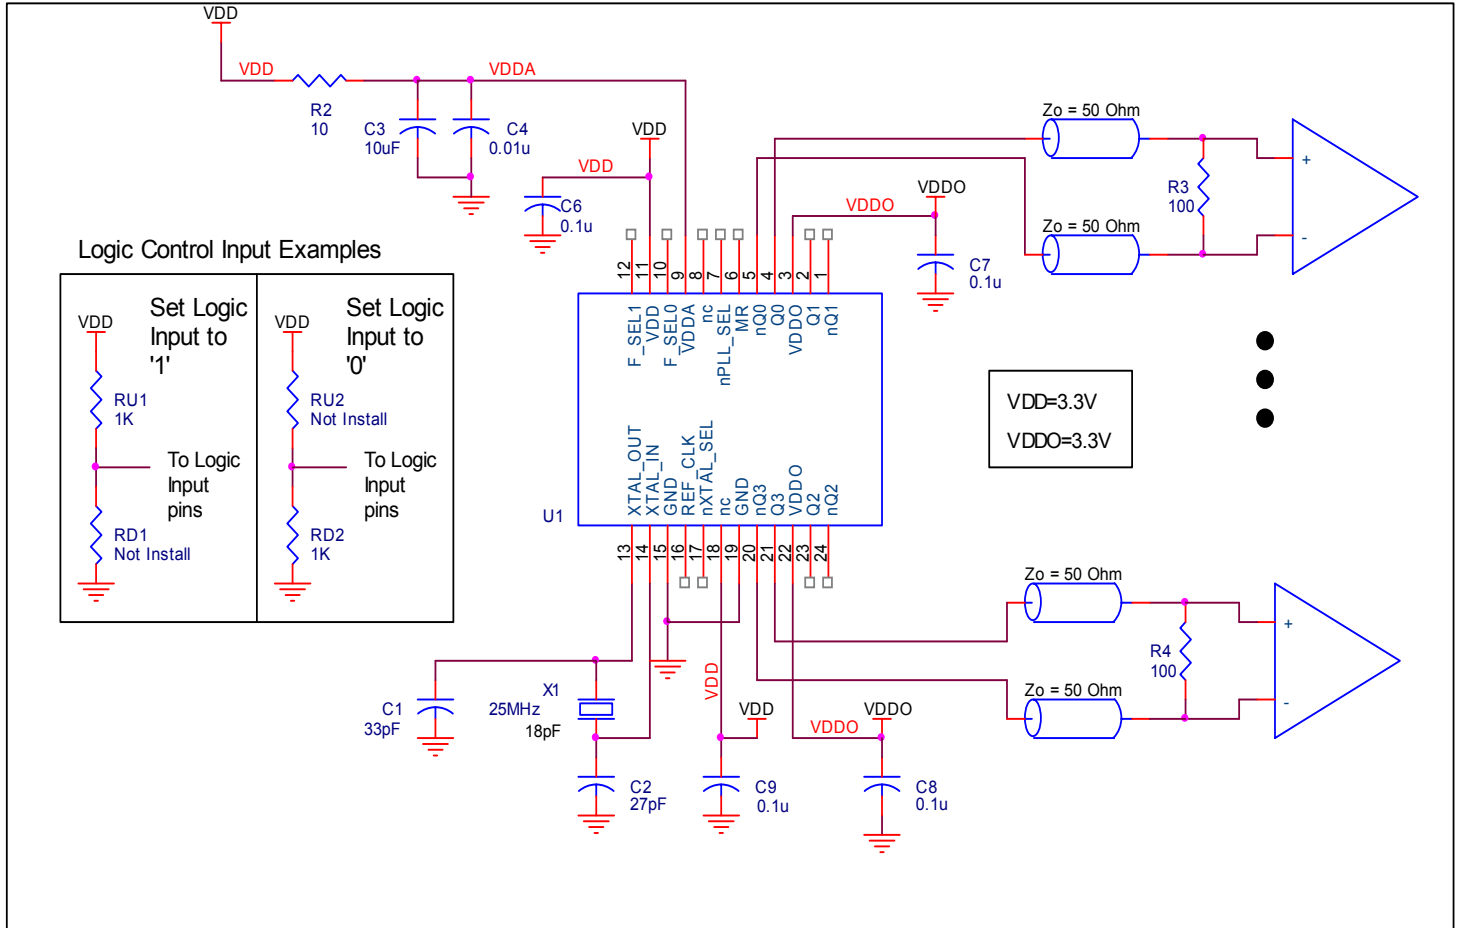 VDD
VDD
VDDA
R2
10
C3
10uF
C4
0.01u
VDD
VDD
C6
0.1u
VDDO
VDDO
C7
0.1u
Zo = 50 Ohm
Zo = 50 Ohm
R3
100
+
-
Logic Control Input Examples
VDD
Set Logic
Input to
'1'
RU1
1K
To Logic
Input
pins
RD1
Not Install
VDD
Set Logic
Input to
'0'
RU2
Not Install
To Logic
Input
pins
RD2
1K
12
11
10
9
8
7
6
5
4
3
2
1
F_SEL1
VDD
F_SEL0
VDDA
nc
nPLL_SEL
MR
nQ0
Q0
VDDO
Q1
nQ1
XTAL_OUT
XTAL_IN
GND
REF_CLK
nXTAL_SEL
nc
GND
nQ3
Q3
VDDO
Q2
nQ2
U1
13
14
15
16
17
18
19
20
21
22
23
24
VDD=3.3V
VDDO=3.3V
C1
33pF
X1
25MHz
18pF
C2
27pF
VDD
VDD
C9
0.1u
VDDO
VDDO
C8
0.1u
Zo = 50 Ohm
Zo = 50 Ohm
R4
100
+
-